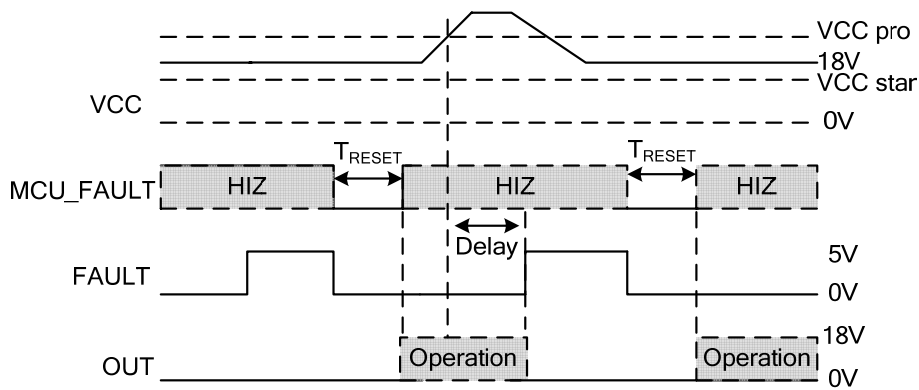 VCC pro
18V
VCC star
VCC
0V
TRESET
TRESET
MCU_FAULT
HIZ
HIZ
HIZ
Delay
FAULT
5V
0V
18V
OUT
Operation
Operation
0V